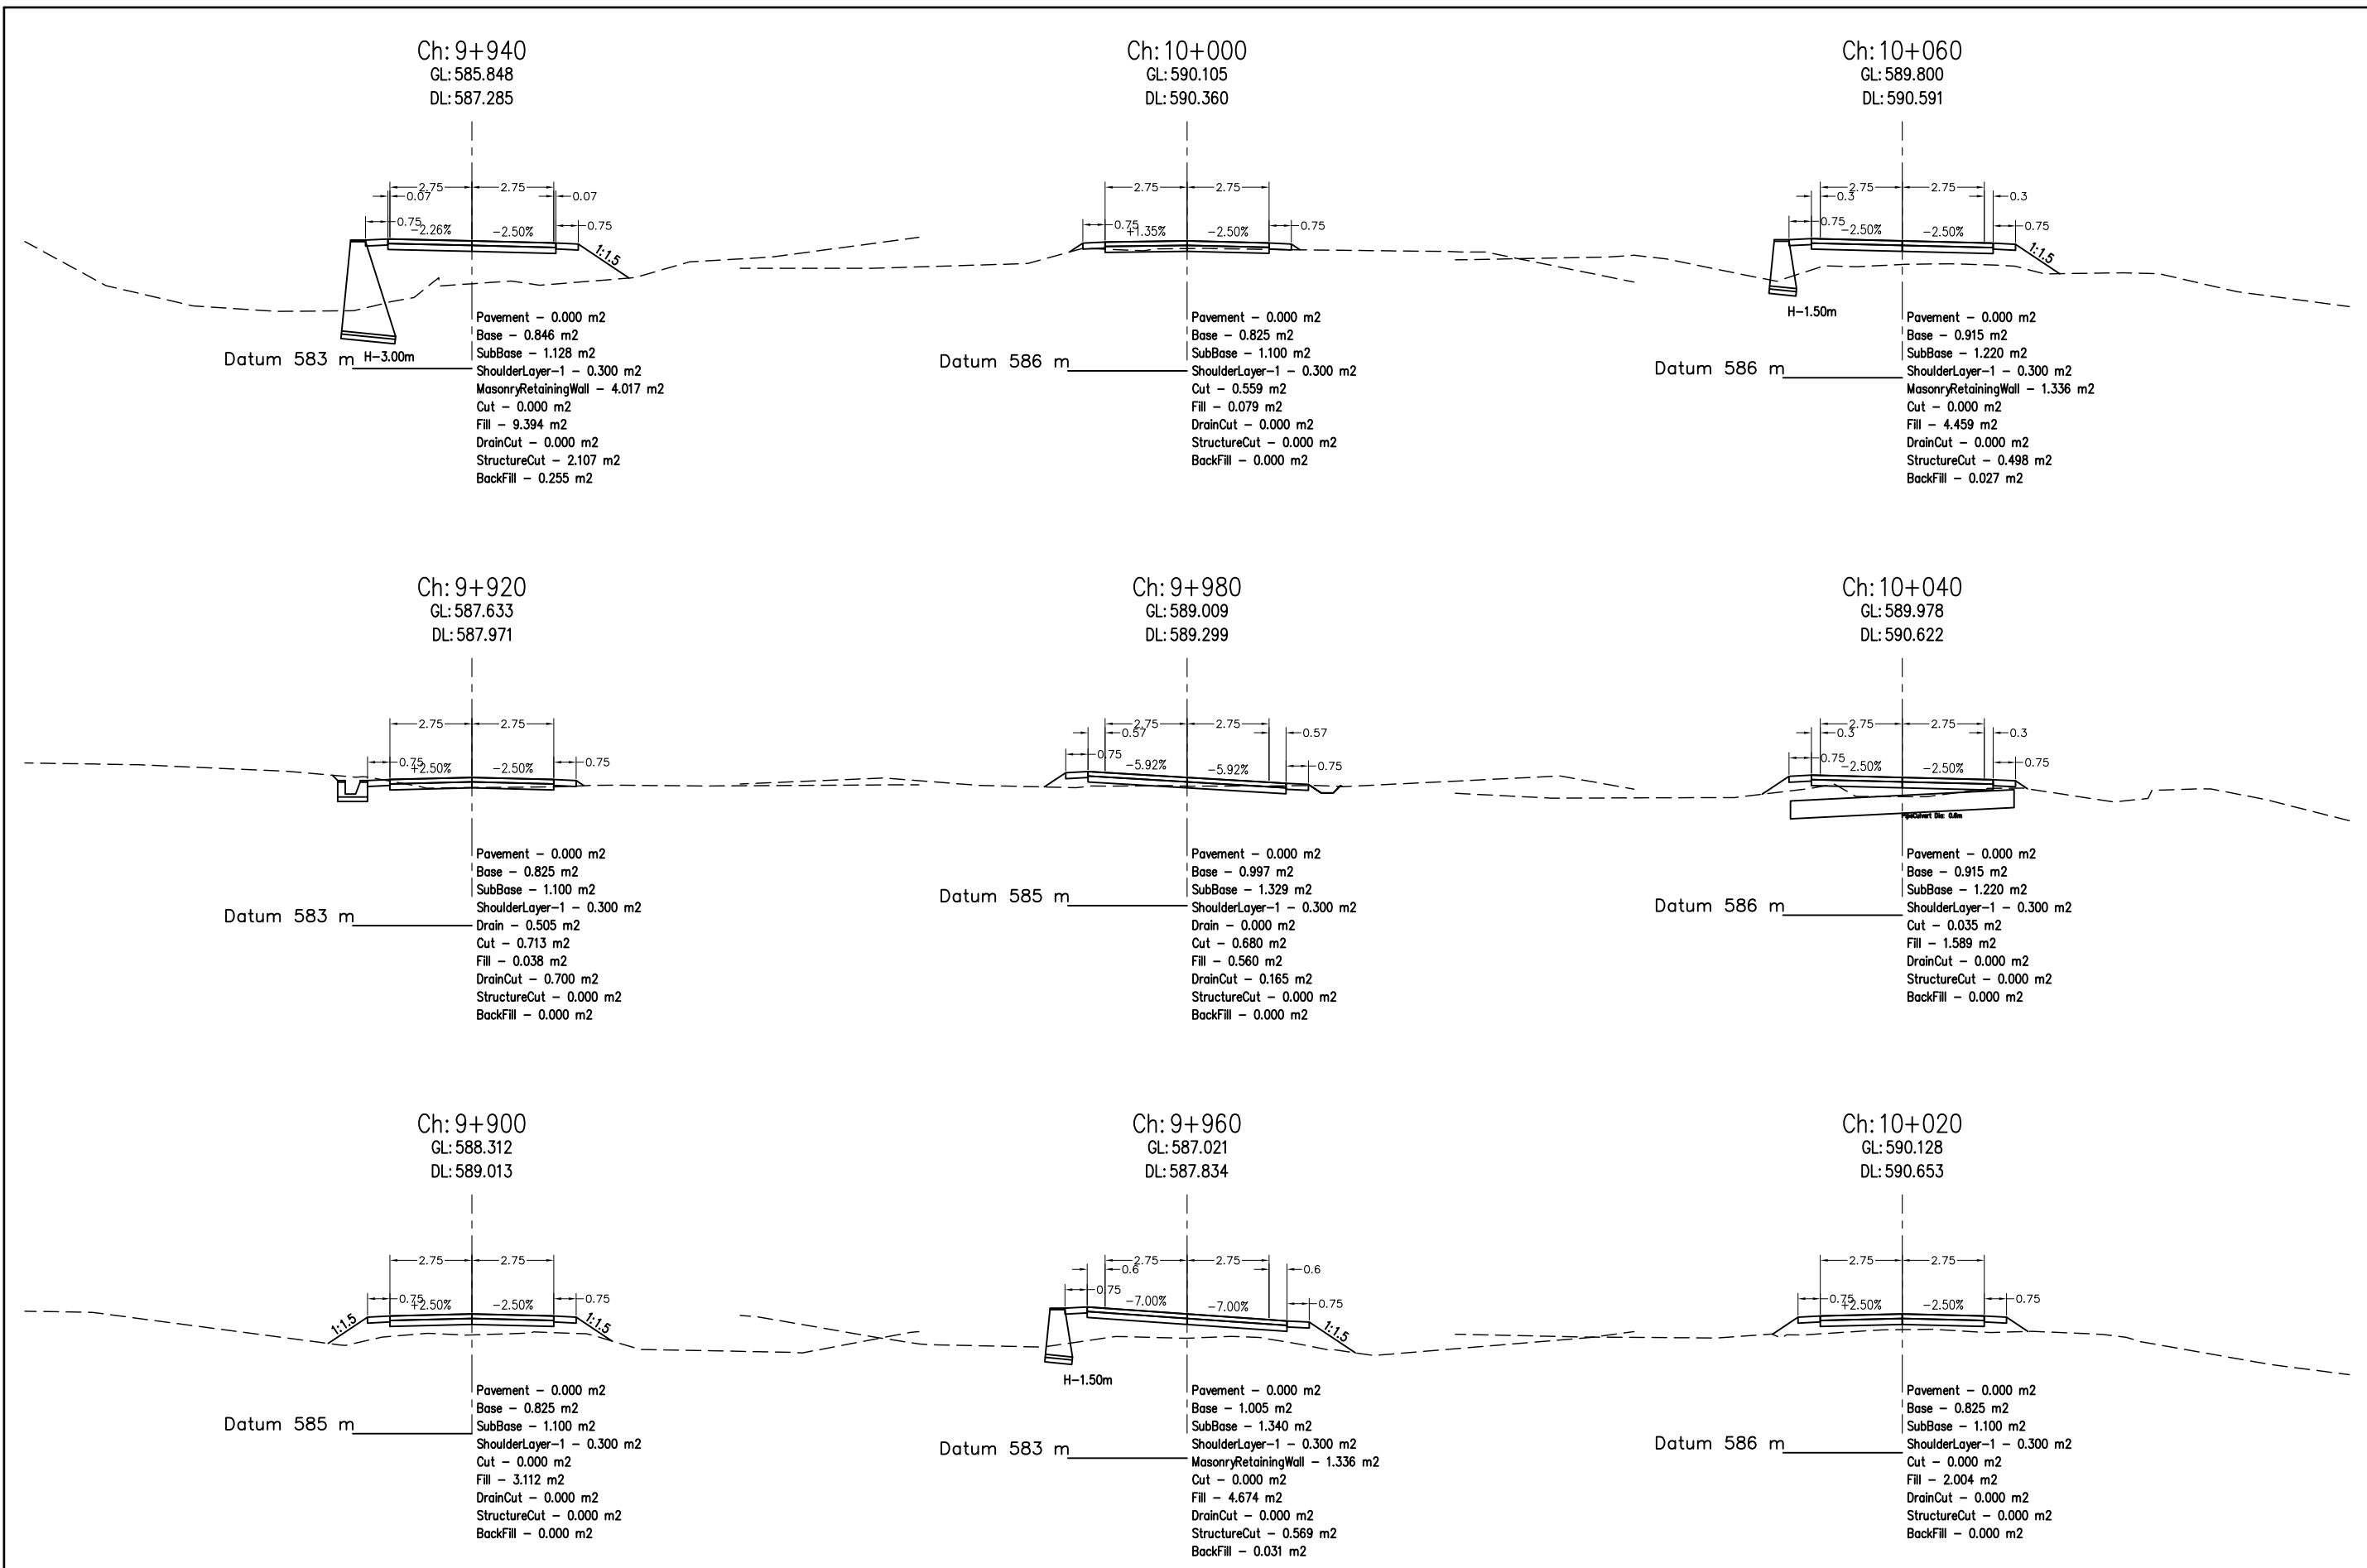 Ch: 9+940
GL: 585.848
DL: 587.285
2.75
2.75
0.07
0.07
0.75
0.75
-2.26%
-2.50%
1:1.5
H-3.00m
Datum 583 m
Pavement - 0.000 m2
Base - 0.846 m2
SubBase - 1.128 m2
ShoulderLayer-1 - 0.300 m2
MasonryRetainingWall - 4.017 m2
Cut - 0.000 m2
Fill - 9.394 m2
DrainCut - 0.000 m2
StructureCut - 2.107 m2
BackFill - 0.255 m2
Ch: 10+000
GL: 590.105
DL: 590.360
2.75
2.75
0.75
0.75
+1.35%
-2.50%
Datum 586 m
Pavement - 0.000 m2
Base - 0.825 m2
SubBase - 1.100 m2
ShoulderLayer-1 - 0.300 m2
Cut - 0.559 m2
Fill - 0.079 m2
DrainCut - 0.000 m2
StructureCut - 0.000 m2
BackFill - 0.000 m2
Ch: 10+060
GL: 589.800
DL: 590.591
2.75
2.75
0.3
0.3
0.75
0.75
-2.50%
-2.50%
1:1.5
H-1.50m
Datum 586 m
Pavement - 0.000 m2
Base - 0.915 m2
SubBase - 1.220 m2
ShoulderLayer-1 - 0.300 m2
MasonryRetainingWall - 1.336 m2
Cut - 0.000 m2
Fill - 4.459 m2
DrainCut - 0.000 m2
StructureCut - 0.498 m2
BackFill - 0.027 m2
Ch: 9+920
GL: 587.633
DL: 587.971
2.75
2.75
0.75
0.75
+2.50%
-2.50%
Datum 583 m
Pavement - 0.000 m2
Base - 0.825 m2
SubBase - 1.100 m2
ShoulderLayer-1 - 0.300 m2
Drain - 0.505 m2
Cut - 0.713 m2
Fill - 0.038 m2
DrainCut - 0.700 m2
StructureCut - 0.000 m2
BackFill - 0.000 m2
Ch: 9+980
GL: 589.009
DL: 589.299
2.75
2.75
0.57
0.57
0.75
0.75
-5.92%
-5.92%
Datum 585 m
Pavement - 0.000 m2
Base - 0.997 m2
SubBase - 1.329 m2
ShoulderLayer-1 - 0.300 m2
Drain - 0.000 m2
Cut - 0.680 m2
Fill - 0.560 m2
DrainCut - 0.165 m2
StructureCut - 0.000 m2
BackFill - 0.000 m2
Ch: 10+040
GL: 589.978
DL: 590.622
2.75
2.75
0.3
0.3
0.75
0.75
-2.50%
-2.50%
PipeCulvert Dia:
Datum 586 m
Pavement - 0.000 m2
Base - 0.915 m2
SubBase - 1.220 m2
ShoulderLayer-1 - 0.300 m2
Cut - 0.035 m2
Fill - 1.589 m2
DrainCut - 0.000 m2
StructureCut - 0.000 m2
BackFill - 0.000 m2
Ch: 9+900
GL: 588.312
DL: 589.013
2.75
2.75
0.75
0.75
+2.50%
-2.50%
1:1.5
1:1.5
Datum 585 m
Pavement - 0.000 m2
Base - 0.825 m2
SubBase - 1.100 m2
ShoulderLayer-1 - 0.300 m2
Cut - 0.000 m2
Fill - 3.112 m2
DrainCut - 0.000 m2
StructureCut - 0.000 m2
BackFill - 0.000 m2
Ch: 9+960
GL: 587.021
DL: 587.834
2.75
2.75
0.6
0.6
0.75
0.75
-7.00%
-7.00%
1:1.5
H-1.50m
Datum 583 m
Pavement - 0.000 m2
Base - 1.005 m2
SubBase - 1.340 m2
ShoulderLayer-1 - 0.300 m2
MasonryRetainingWall - 1.336 m2
Cut - 0.000 m2
Fill - 4.674 m2
DrainCut - 0.000 m2
StructureCut - 0.569 m2
BackFill - 0.031 m2
Ch: 10+020
GL: 590.128
DL: 590.653
2.75
2.75
0.75
0.75
+2.50%
-2.50%
Datum 586 m
Pavement - 0.000 m2
Base - 0.825 m2
SubBase - 1.100 m2
ShoulderLayer-1 - 0.300 m2
Cut - 0.000 m2
Fill - 2.004 m2
DrainCut - 0.000 m2
StructureCut - 0.000 m2
BackFill - 0.000 m2